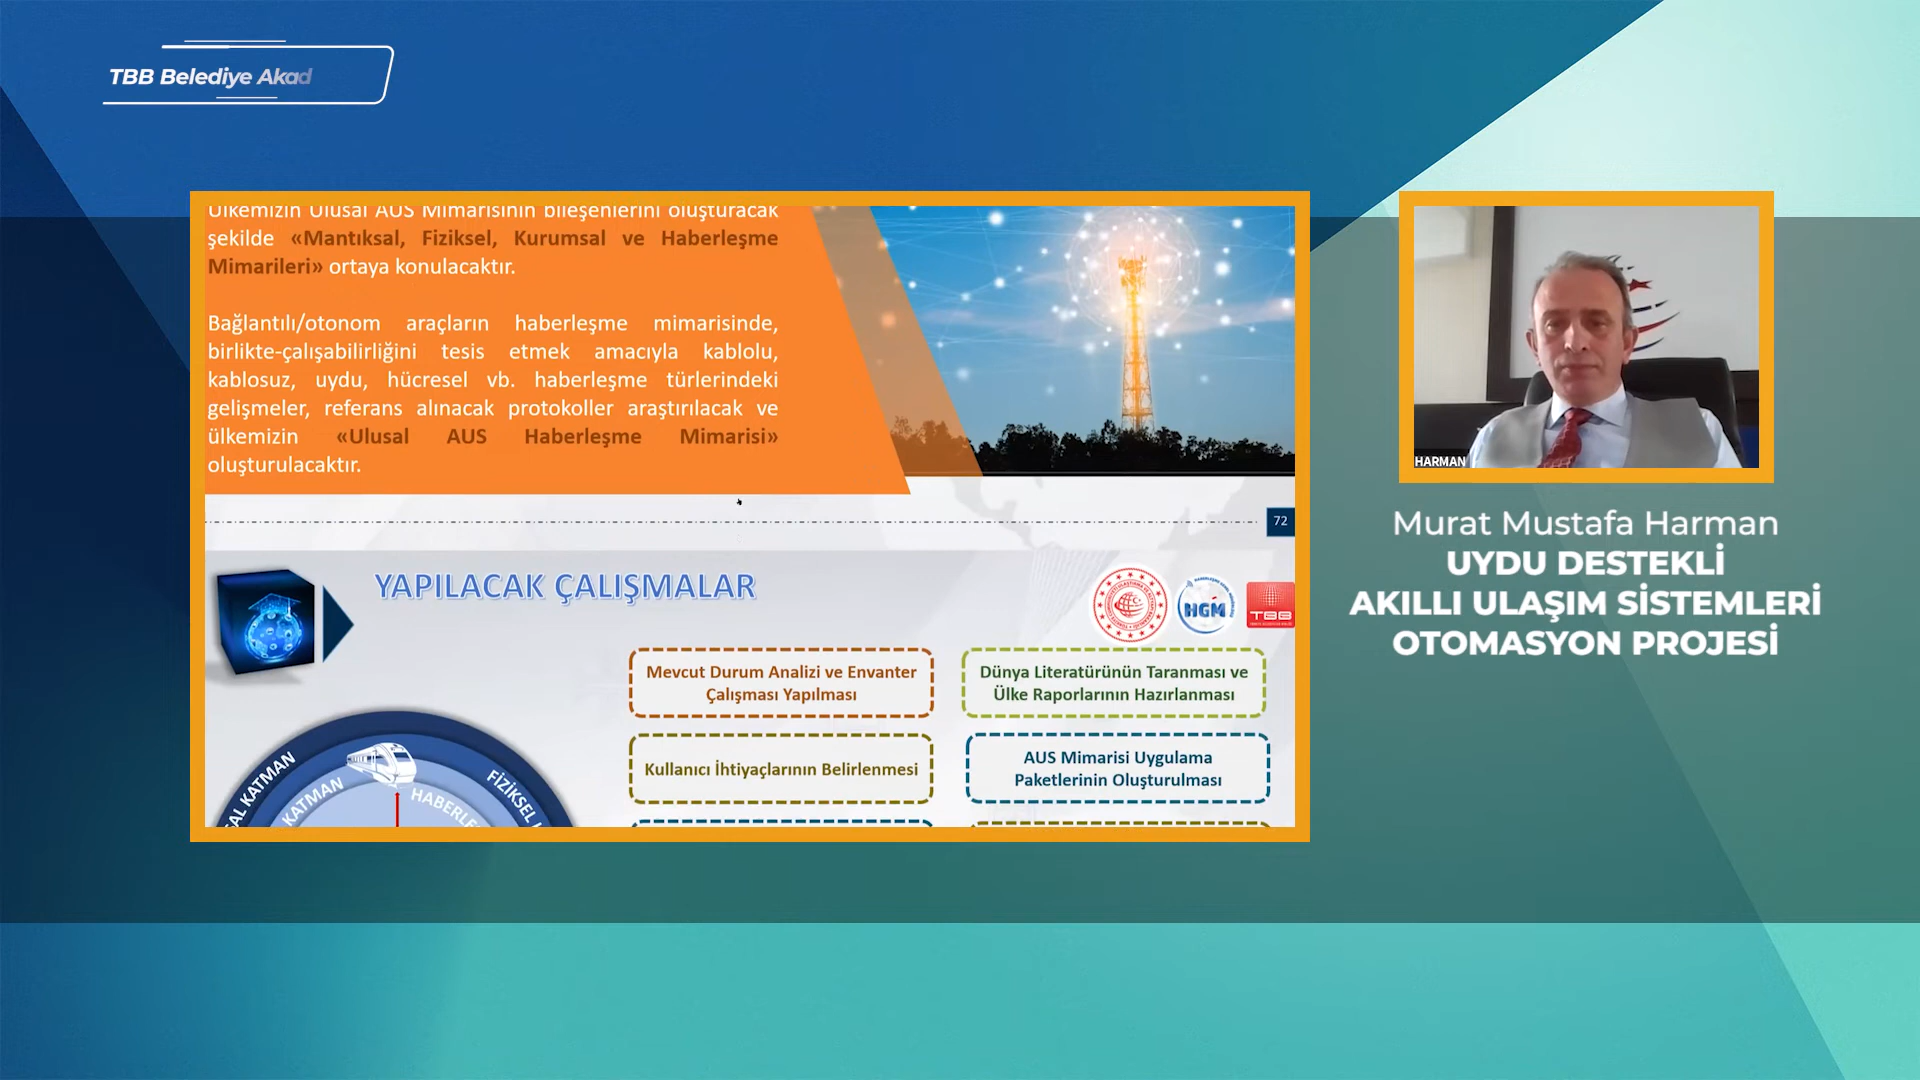 TBB Belediye Akad
Ülkemizin Ulusal AUS Mimarisinin bileşenlerini oluşturacak
şekilde «Mantıksal, Fiziksel, Kurumsal ve Haberleşme
Mimarileri» ortaya konulacaktır.
Bağlantılı/otonom araçların haberleşme mimarisinde,
birlikte-çalışabilirliğini tesis etmek amacıyla kablolu,
kablosuz, uydu, hücresel vb. haberleşme türlerindeki
gelişmeler, referans alınacak protokoller araştırılacak ve
ülkemizin «Ulusal AUS Haberleşme Mimarisi»
oluşturulacaktır.
72
YAPILACAK ÇALIŞMALAR
HGM
TBB
Mevcut Durum Analizi ve Envanter
Çalışması Yapılması
Dünya Literatürünün Taranması ve
Ülke Raporlarının Hazırlanması
Kullanıcı İhtiyaçlarının Belirlenmesi
AUS Mimarisi Uygulama
Paketlerinin Oluşturulması
KATMAN
FİZİKSEL
KATMAN
HARMAN
Murat Mustafa Harman
UYDU DESTEKLİ
AKILLI ULAŞIM SİSTEMLERİ
OTOMASYON PROJESİ